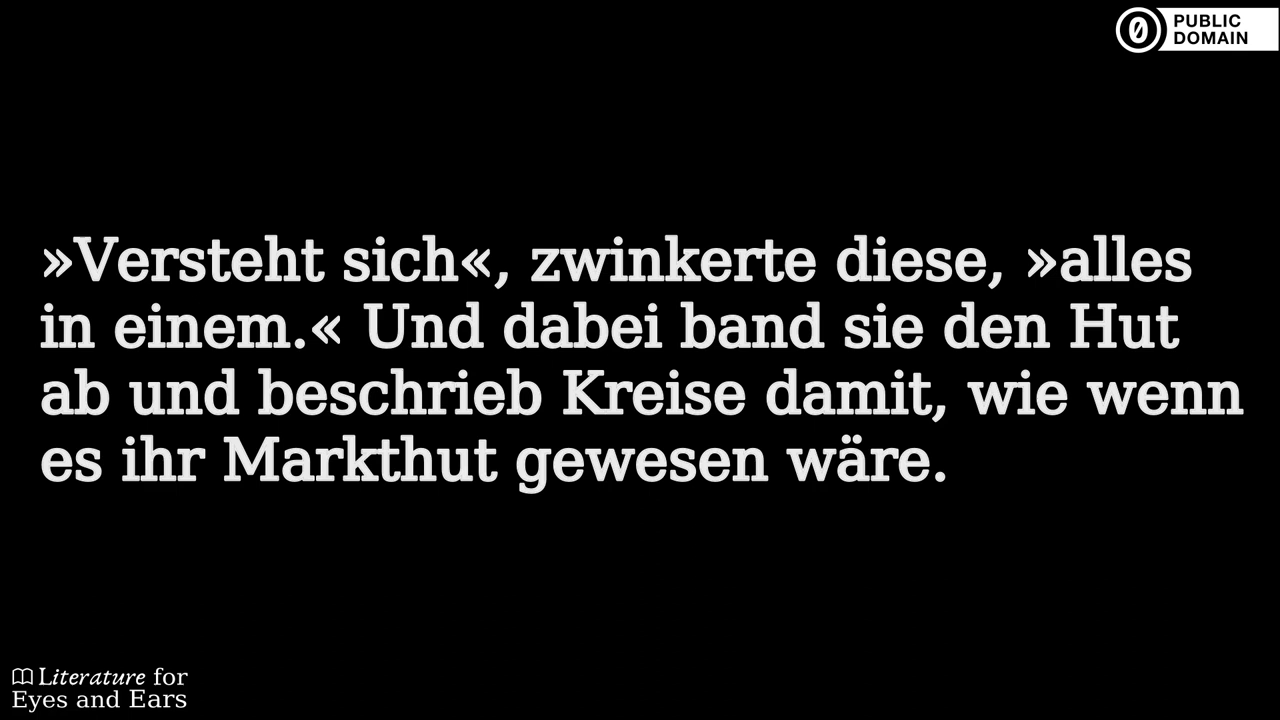 PUBLIC
DOMAIN
»Versteht sich«, zwinkerte diese, »alles
in einem.« Und dabei band sie den Hut
ab und beschrieb Kreise damit, wie wenn
es ihr Markthut gewesen wäre.
Literature for
Eyes and Ears